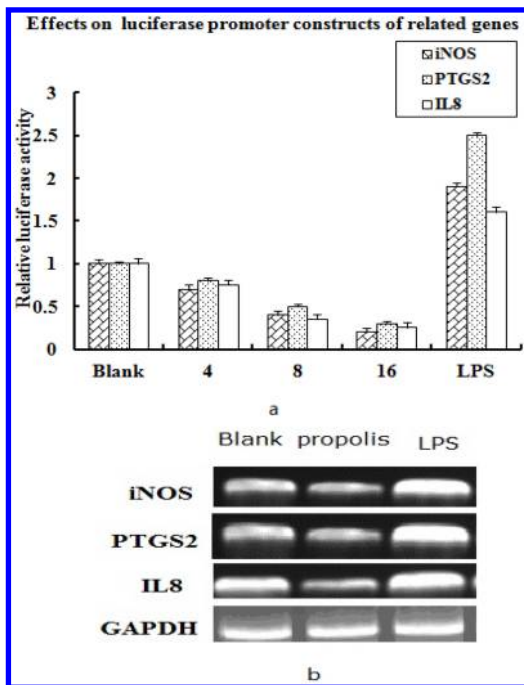 Effects on luciferase promoter constructs of related genes
iNOS
PTGS2
IL8
Relative luciferase activity
3
2.5
2
1.5
1
0.5
0
Blank 4 8 16 LPS
a
Blank propolis LPS
iNOS
PTGS2
IL8
GAPDH
b